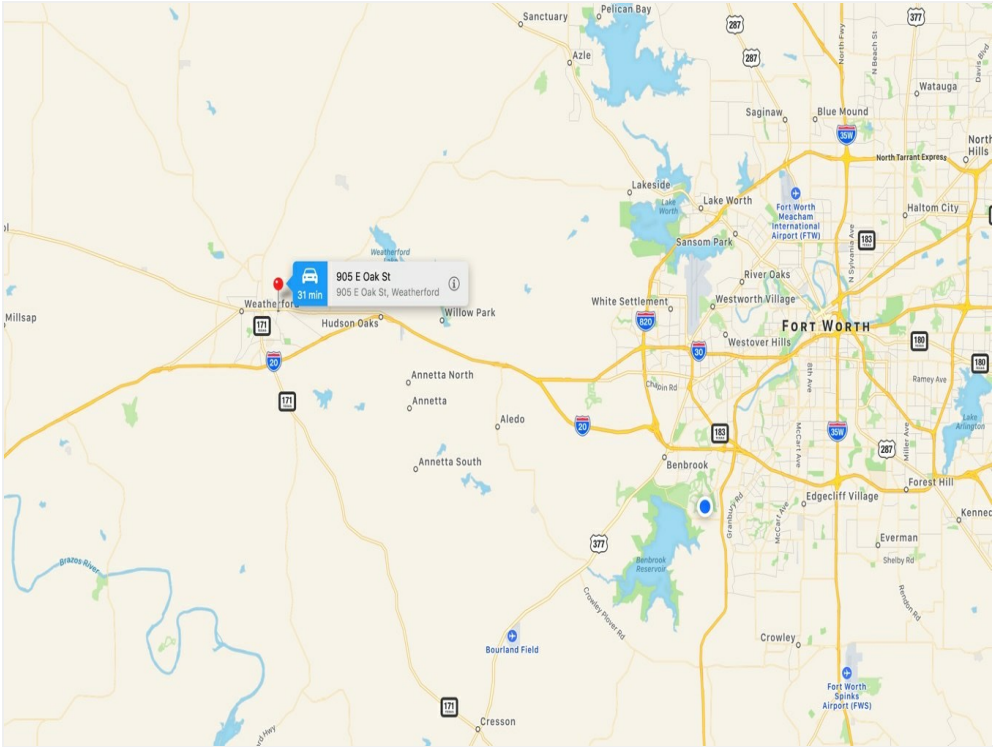 Pelican Bay
Sanctuary
287
377
North Fwy
N Beach St
Davis Blvd
Azle
287
Watauga
Saginaw
Blue Mound
35W
North
Hills
North Tarrant Express
Lakeside
Lake
Worth
Lake Worth
Fort Worth
Meacham
International
Airport (FTW)
Haltom City
Sansom Park
183
N Sylvania Ave
Weatherford
905 E Oak St
905 E Oak St, Weatherford
31 min
River Oaks
Weatherford
White Settlement
Westworth Village
Willow Park
Millsap
171
Hudson Oaks
820
FORT WORTH
Westover Hills
180
20
30
180
Annetta North
Chapin Rd
8th Ave
Ramey Ave
171
Annetta
Lake
Arlington
Aledo
20
183
McCart Ave
35W
Miller Ave
287
Annetta South
Benbrook
Forest Hill
Edgecliff Village
Granbury Rd
McCart Ave
Kenned
377
Everman
Shelby Rd
Brazos River
Benbrook
Reservoir
Crowley Plover Rd
Rendon Rd
Bourland Field
Crowley
Fort Worth
Spinks
Airport (FWS)
171
Cresson
rd Hwy